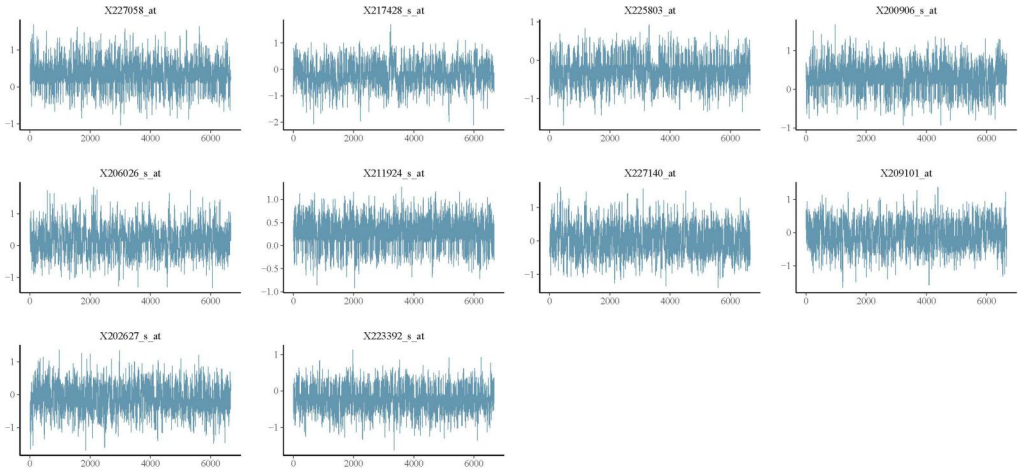 X227058_at X217428_s_at X225803_at X200906_s_at
1 0 −1
0 2000 4000 6000
1 0 −1 −2
0 2000 4000 6000
0 −1
0 2000 4000 6000
1 0 −1
0 2000 4000 6000
X206026_s_at X211924_s_at X227140_at X209101_at
1 0 −1
0 2000 4000 6000
1.0 0.5 0.0 −0.5 −1.0
0 2000 4000 6000
1 0 −1
0 2000 4000 6000
1 0 −1
0 2000 4000 6000
X202627_s_at X223392_s_at
1 0 −1
0 2000 4000 6000
1 0 −1
0 2000 4000 6000